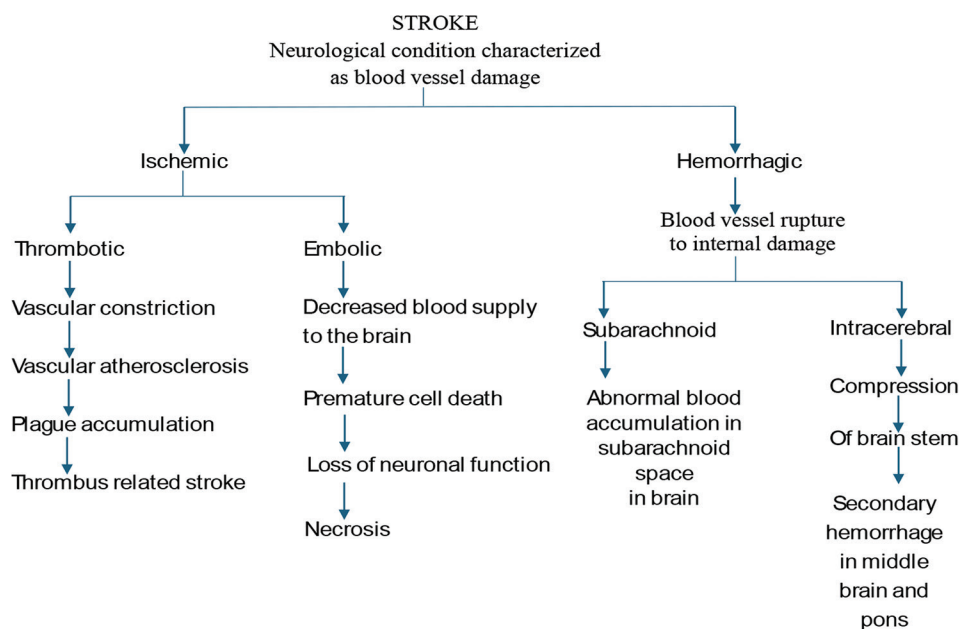 STROKE
Neurological condition characterized
as blood vessel damage
Ischemic
Hemorrhagic
Thrombotic
Vascular constriction
Vascular atherosclerosis
Plague accumulation
Thrombus related stroke
Embolic
Decreased blood supply
to the brain
Premature cell death
Loss of neuronal function
Necrosis
Blood vessel rupture
to internal damage
Subarachnoid
Abnormal blood
accumulation in
subarachnoid
space
in brain
Intracerebral
Compression
Of brain stem
Secondary
hemorrhage
in middle
brain and
pons